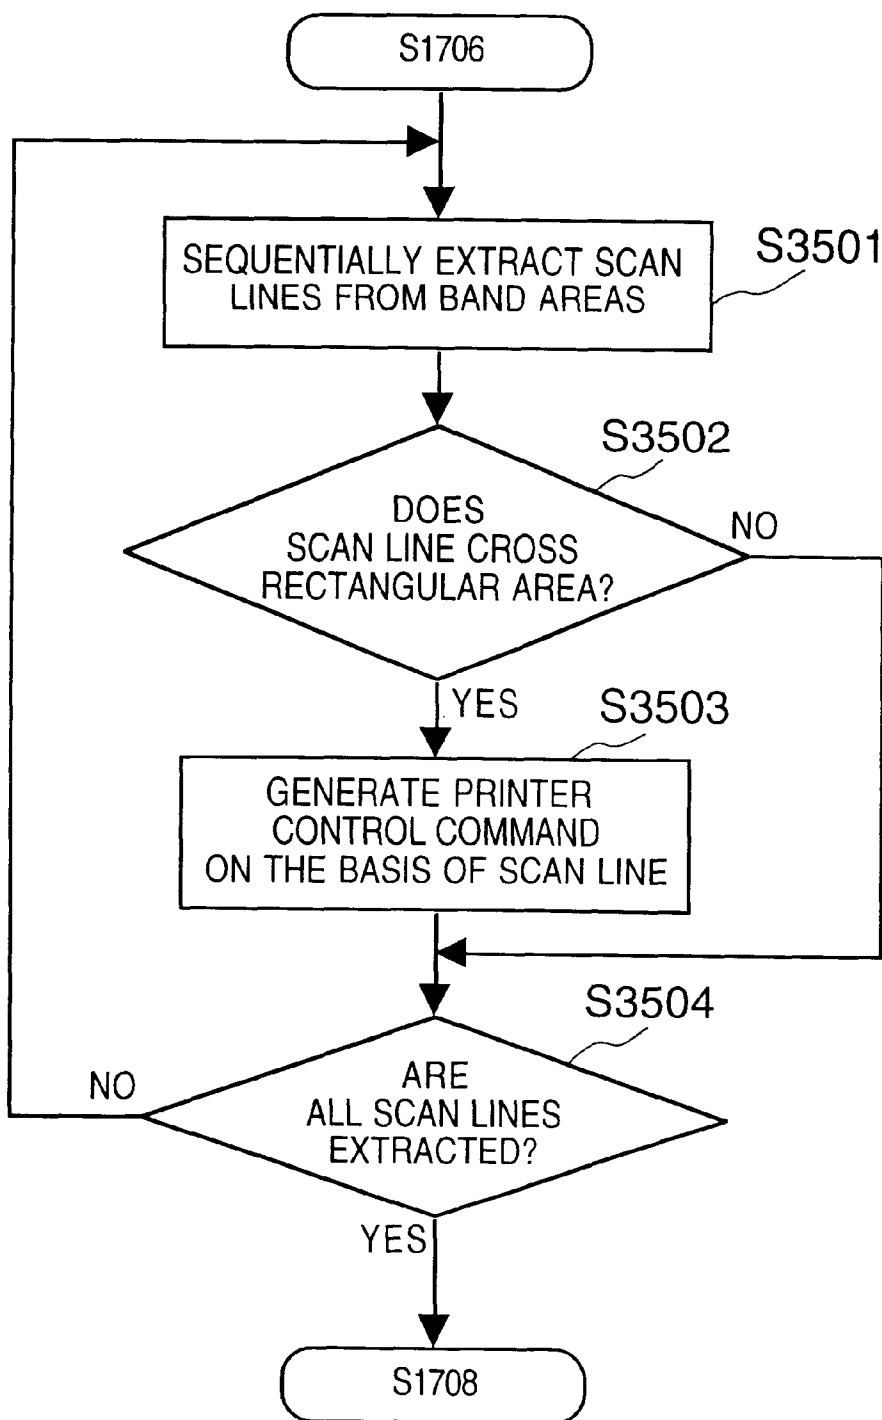 S1706
SEQUENTIALLY EXTRACT SCAN
LINES FROM BAND AREAS
S3501
S3502
DOES
SCAN LINE CROSS
RECTANGULAR AREA?
NO
YES
S3503
GENERATE PRINTER
CONTROL COMMAND
ON THE BASIS OF SCAN LINE
S3504
ARE
ALL SCAN LINES
EXTRACTED?
NO
YES
S1708